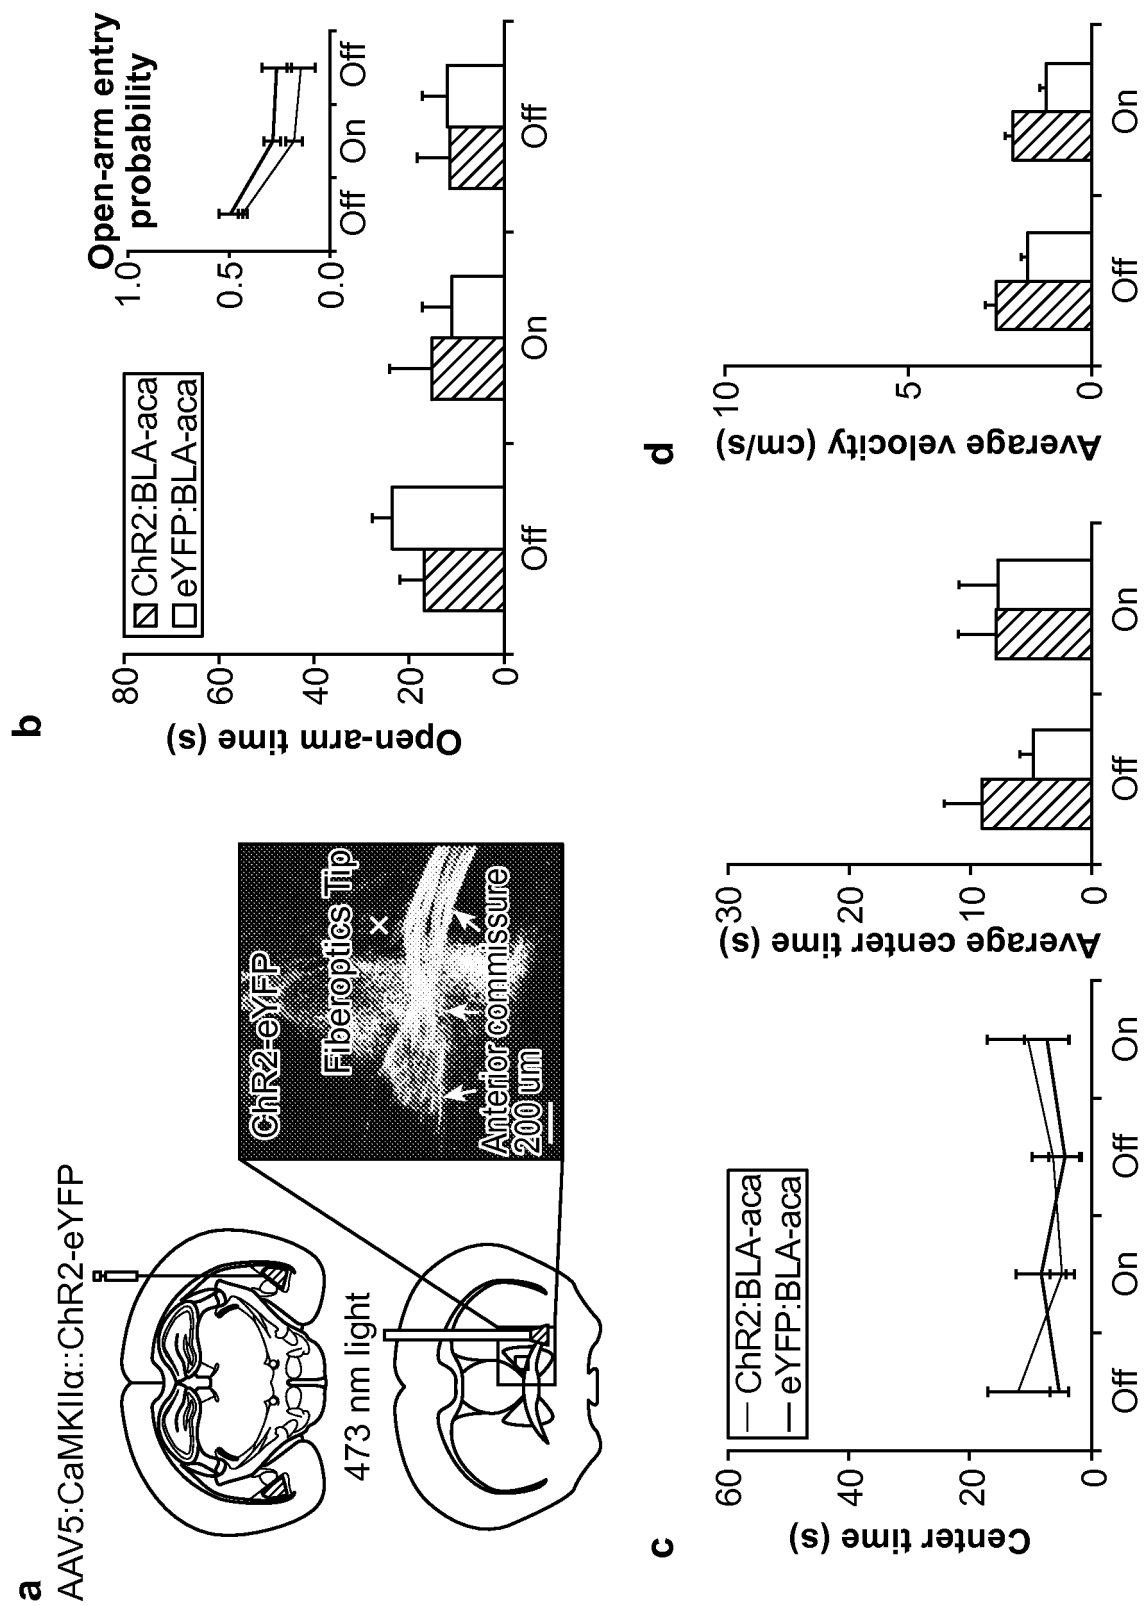 a
AAV5:CaMKIIα::ChR2-eYFP
473 nm light
ChR2-eYFP
Fiberoptics Tip
×
Anterior commissure
200 um
b
Open-arm time (s)
80
60
40
20
0
ChR2:BLA-aca
eYFP:BLA-aca
Off
On
Off
Open-arm entry
probability
1.0
0.5
0.0
Off
On
Off
c
Center time (s)
60
40
20
0
ChR2:BLA-aca
eYFP:BLA-aca
Off
On
Off
On
Average center time (s)
30
20
10
0
Off
On
d
Average velocity (cm/s)
10
5
0
Off
On